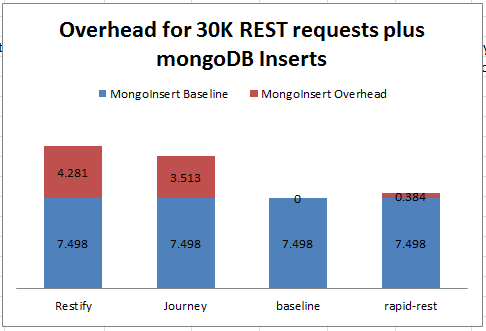 Overhead for 30K REST requests plus
mongoDB Inserts
MongoInsert Baseline MongoInsert Overhead
4.281 3.513 0 0.384
7.498 7.498 7.498 7.498
Restify Journey baseline rapid-rest